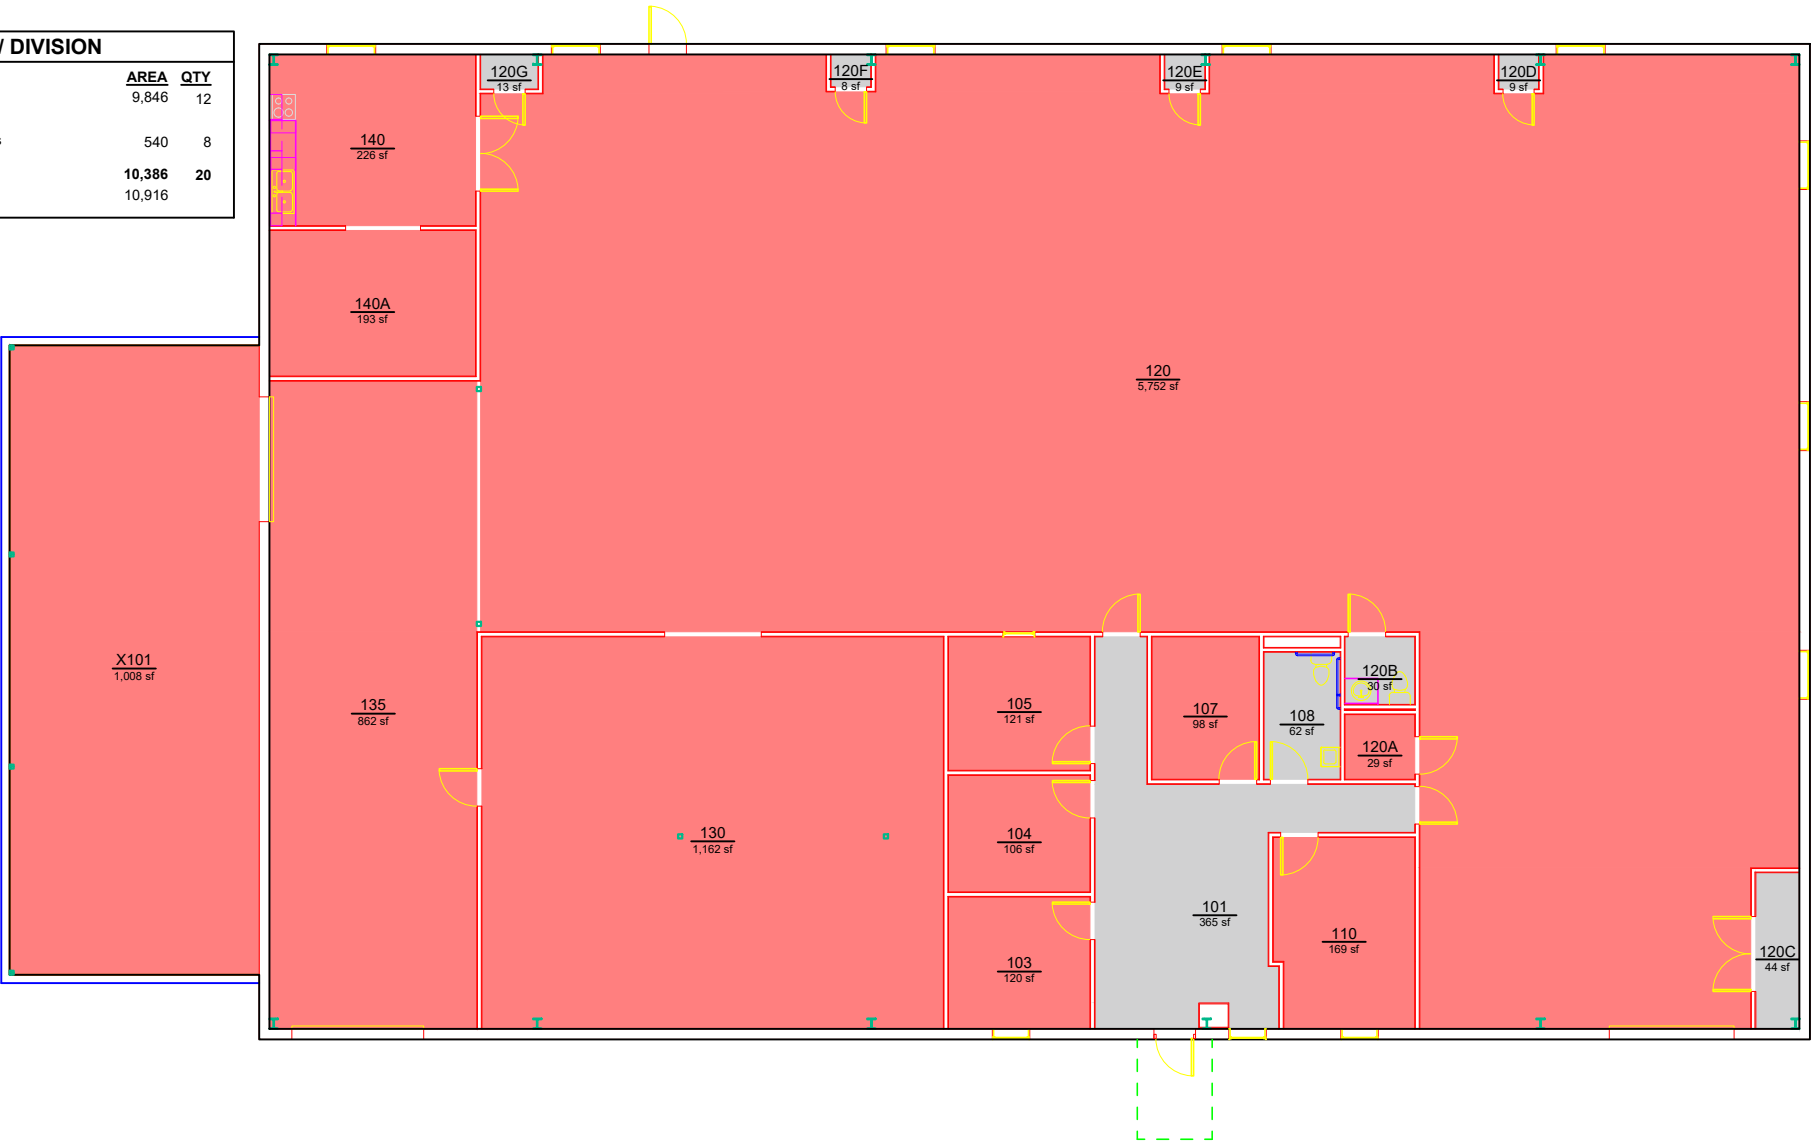 / DIVISION
AREA QTY
9,846 12
540 8
10,386 20
10,916
120G
13 sf
120F
8 sf
120E
9 sf
120D
9 sf
140
226 sf
140A
193 sf
120
5,752 sf
X101
1,008 sf
135
862 sf
130
1,162 sf
105
121 sf
104
106 sf
103
120 sf
107
98 sf
108
62 sf
120B
30 sf
120A
29 sf
101
365 sf
110
169 sf
120C
44 sf